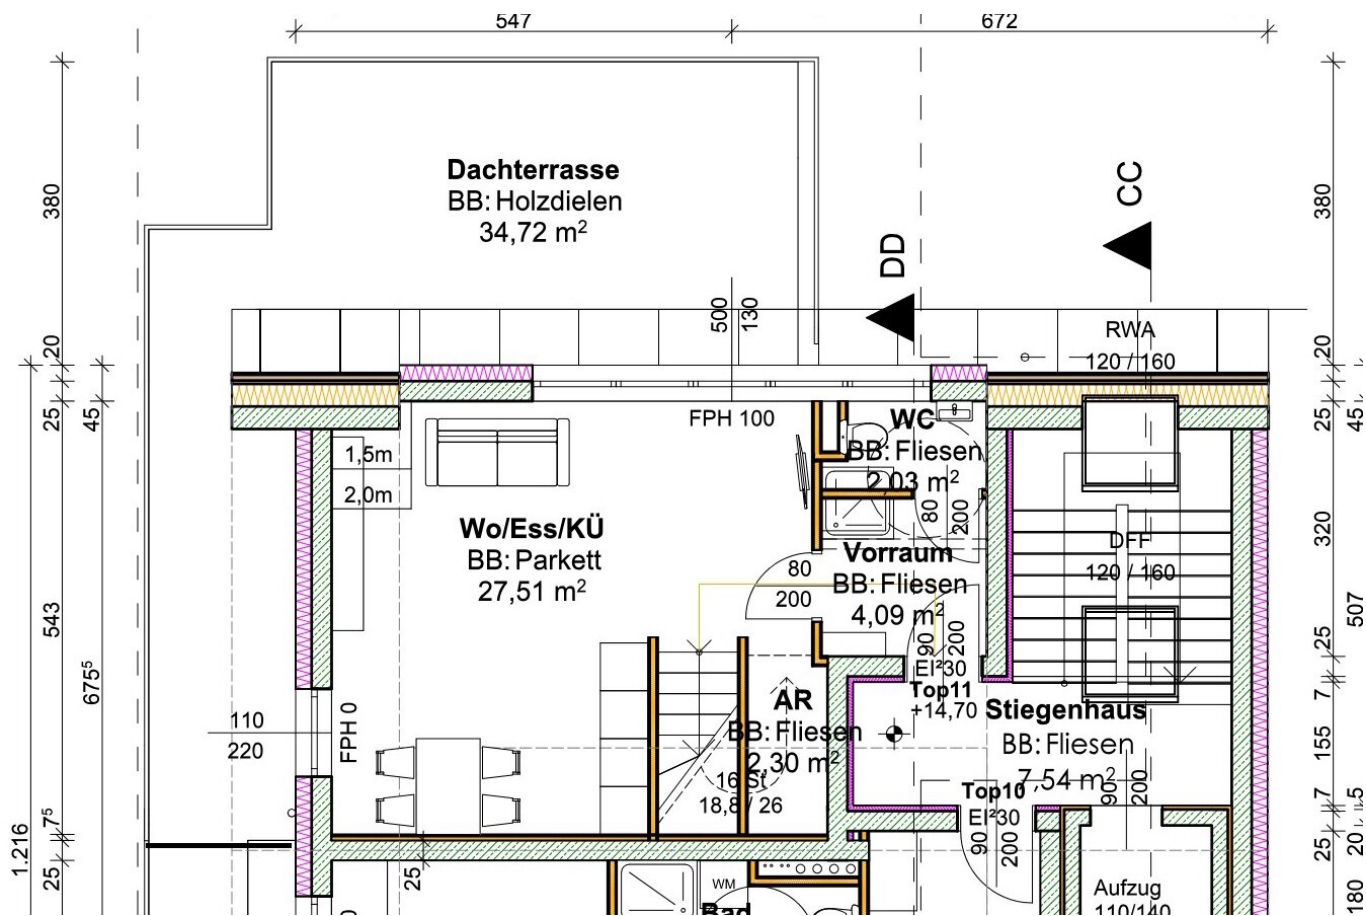 547
672
Dachterrasse
BB: Holzdielen
34,72 m²
380
380
CC
DD
500
130
RWA
120 / 160
20
20
25
45
25
45
FPH 100
WC
BB: Fliesen
2,03 m²
1,5m
2,0m
Wo/Ess/KÜ
BB: Parkett
27,51 m²
80
200
320
DFF
120 / 160
Vorraum
BB: Fliesen
4,09 m²
80
200
543
507
90
200
EI²30
Top11
+14,70
25
7
675⁵
AR
BB: Fliesen
2,30 m²
Stiegenhaus
BB: Fliesen
7,54 m²
110
220
FPH 0
155
16 St
18,8 / 26
90
200
Top10
EI²30
90
200
7⁵
7
5
1.216
25
25
20
25
WM
Bad
Aufzug
110/140
180